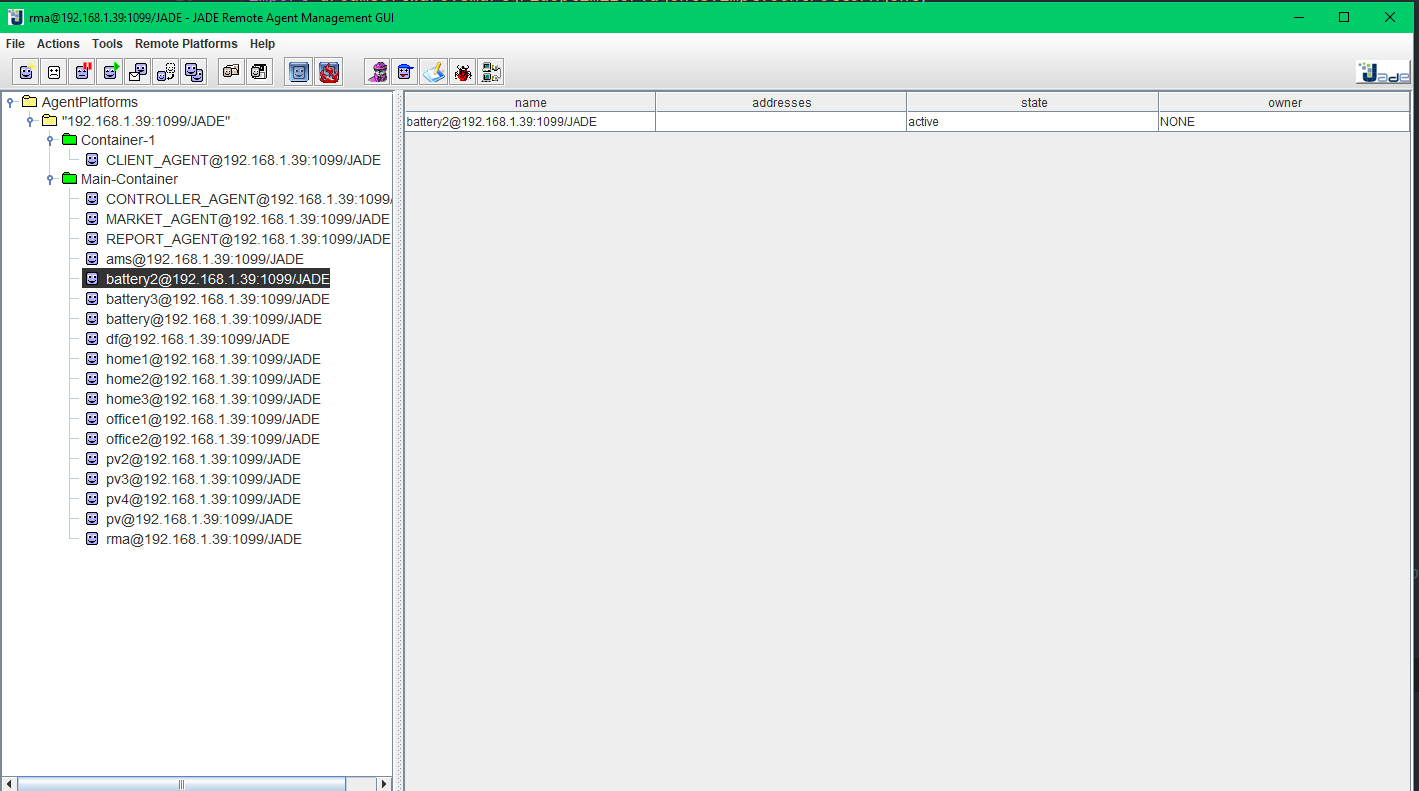 rma@192.168.1.39:1099/JADE - JADE Remote Agent Management GUI
File Actions Tools Remote Platforms Help
Jade
AgentPlatforms
"192.168.1.39:1099/JADE"
Container-1
CLIENT_AGENT@192.168.1.39:1099/JADE
Main-Container
CONTROLLER_AGENT@192.168.1.39:1099/
MARKET_AGENT@192.168.1.39:1099/JADE
REPORT_AGENT@192.168.1.39:1099/JADE
ams@192.168.1.39:1099/JADE
battery2@192.168.1.39:1099/JADE
battery3@192.168.1.39:1099/JADE
battery@192.168.1.39:1099/JADE
df@192.168.1.39:1099/JADE
home1@192.168.1.39:1099/JADE
home2@192.168.1.39:1099/JADE
home3@192.168.1.39:1099/JADE
office1@192.168.1.39:1099/JADE
office2@192.168.1.39:1099/JADE
pv2@192.168.1.39:1099/JADE
pv3@192.168.1.39:1099/JADE
pv4@192.168.1.39:1099/JADE
pv@192.168.1.39:1099/JADE
rma@192.168.1.39:1099/JADE
name addresses state owner
battery2@192.168.1.39:1099/JADE active NONE